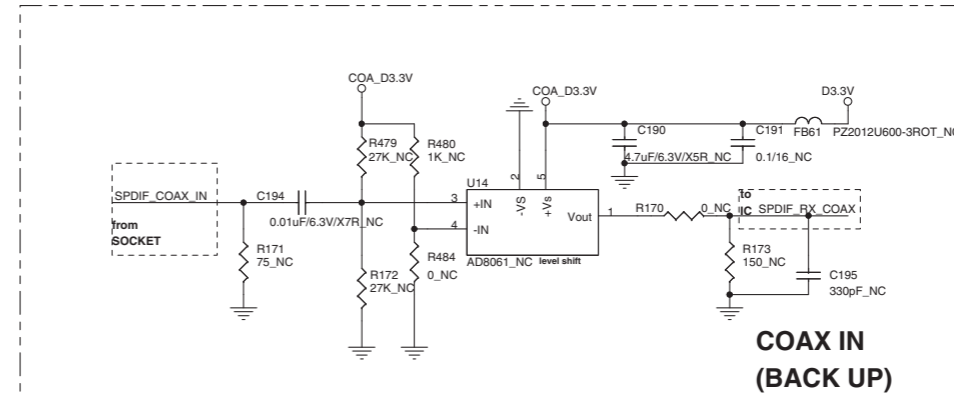 COA_D3.3V
COA_D3.3V
D3.3V
R479
27K_NC
R480
1K_NC
C190
4.7uF/6.3V/X5R_NC
C191
0.1/16_NC
FB61
PZ2012U600-3ROT_NC
SPDIF_COAX_IN
from
SOCKET
C194
0.01uF/6.3V/X7R_NC
U14
3
+IN
4
-IN
2
-VS
5
+Vs
Vout
1
AD8061_NC
level shift
R170
0_NC
to
IC
SPDIF_RX_COAX
R171
75_NC
R172
27K_NC
R484
0_NC
R173
150_NC
C195
330pF_NC
COAX IN
(BACK UP)